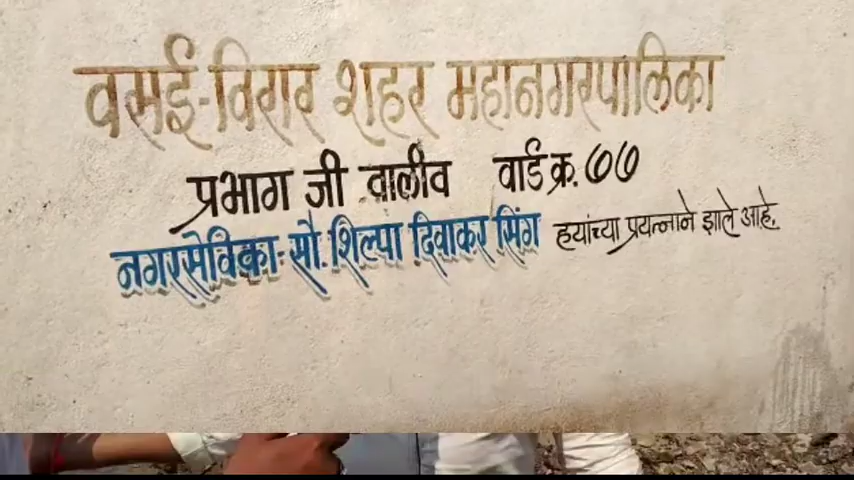 वसई-विरार शहर महानगरपालिका
प्रभाग जी वालीव वार्ड क्र. ७७
नगरसेविका:- सौ. शिल्पा दिवाकर सिंग हयांच्या प्रयत्नाने झाले आहे.